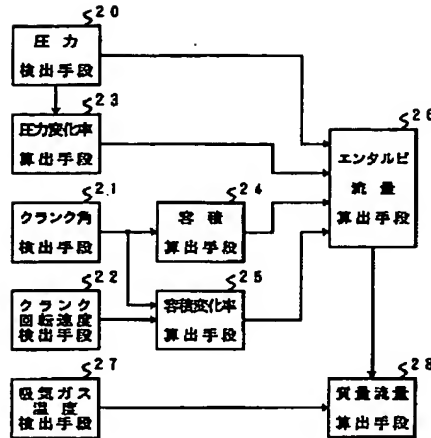 20
圧力
検出手段
23
圧力変化率
算出手段
26
エンタルピ
流量
算出手段
21
クランク角
検出手段
24
容積
算出手段
22
クランク
回転速度
検出手段
25
容積変化率
算出手段
27
吸気ガス
温度
検出手段
28
質量流量
算出手段